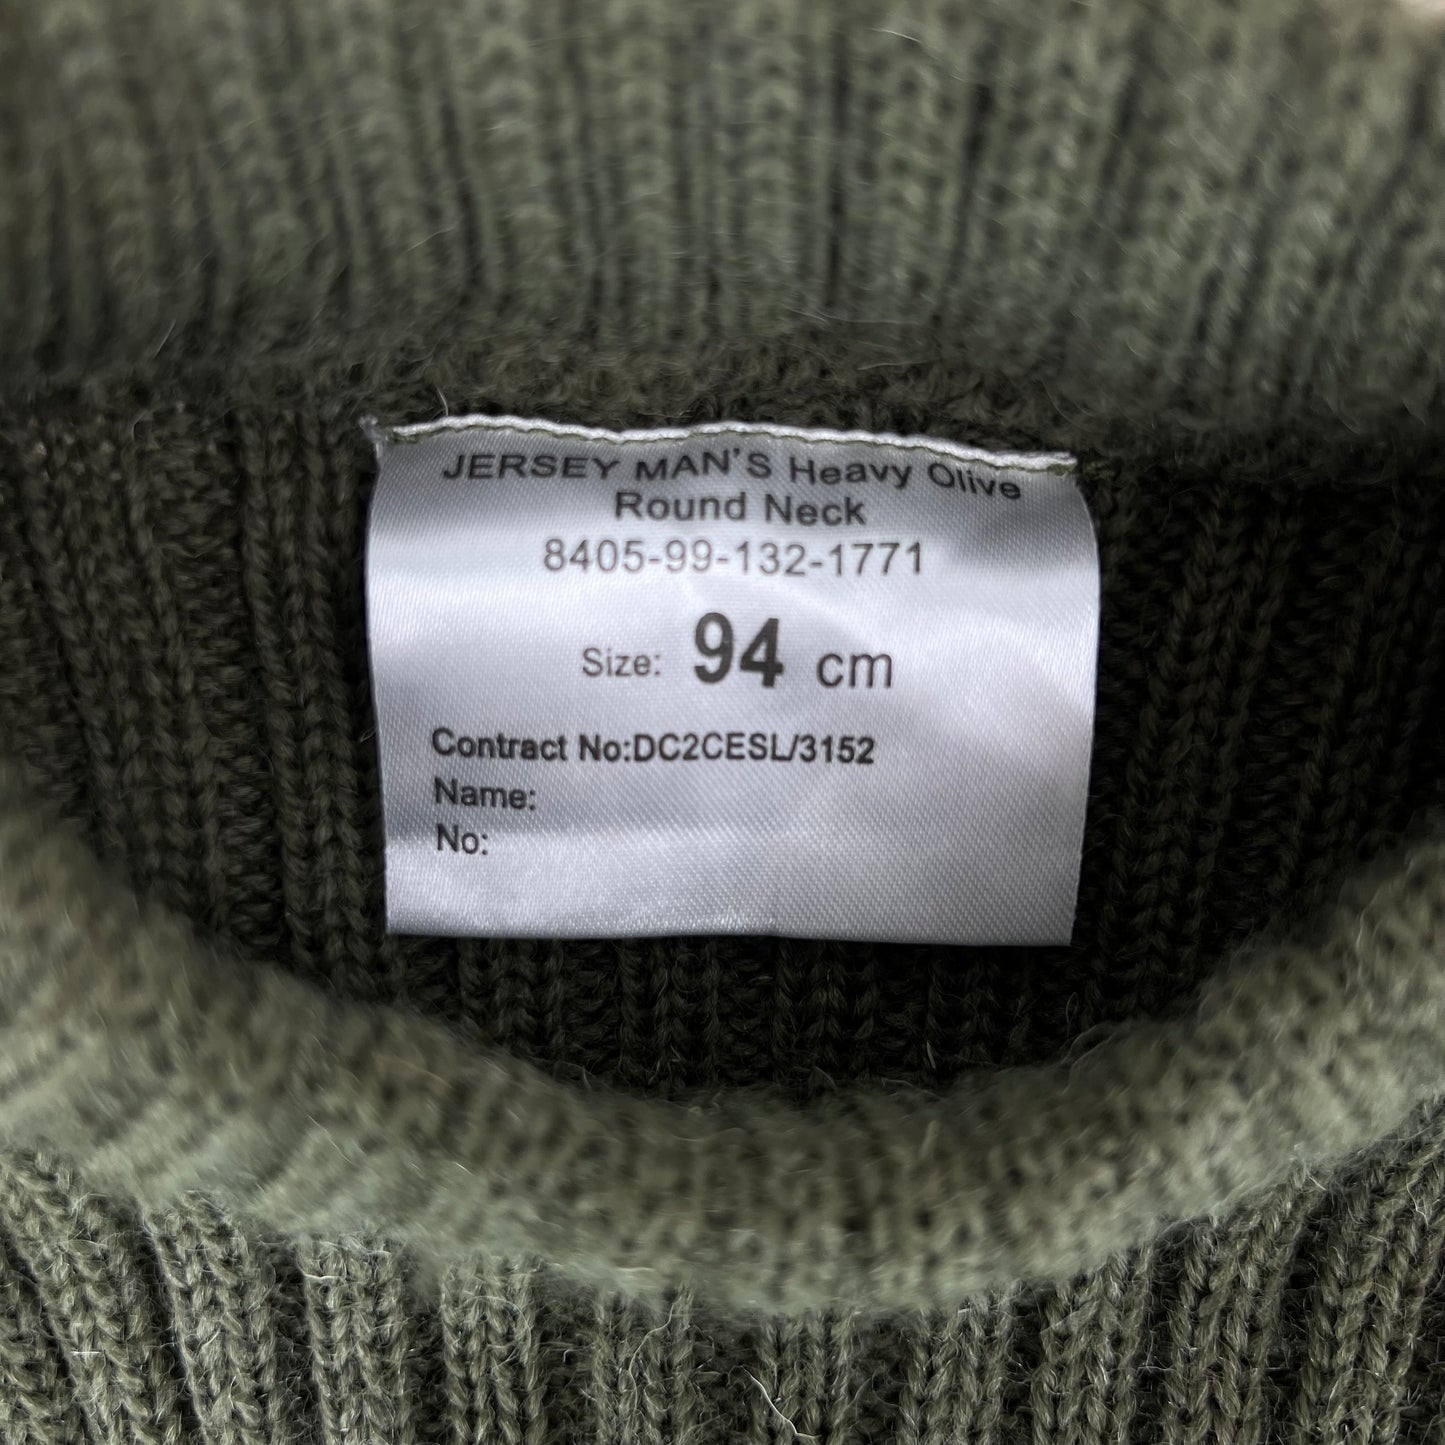 JERSEY MAN'S Heavy Olive
Round Neck
8405-99-132-1771
Size: 94 cm
Contract No:DC2CESL/3152
Name:
No: